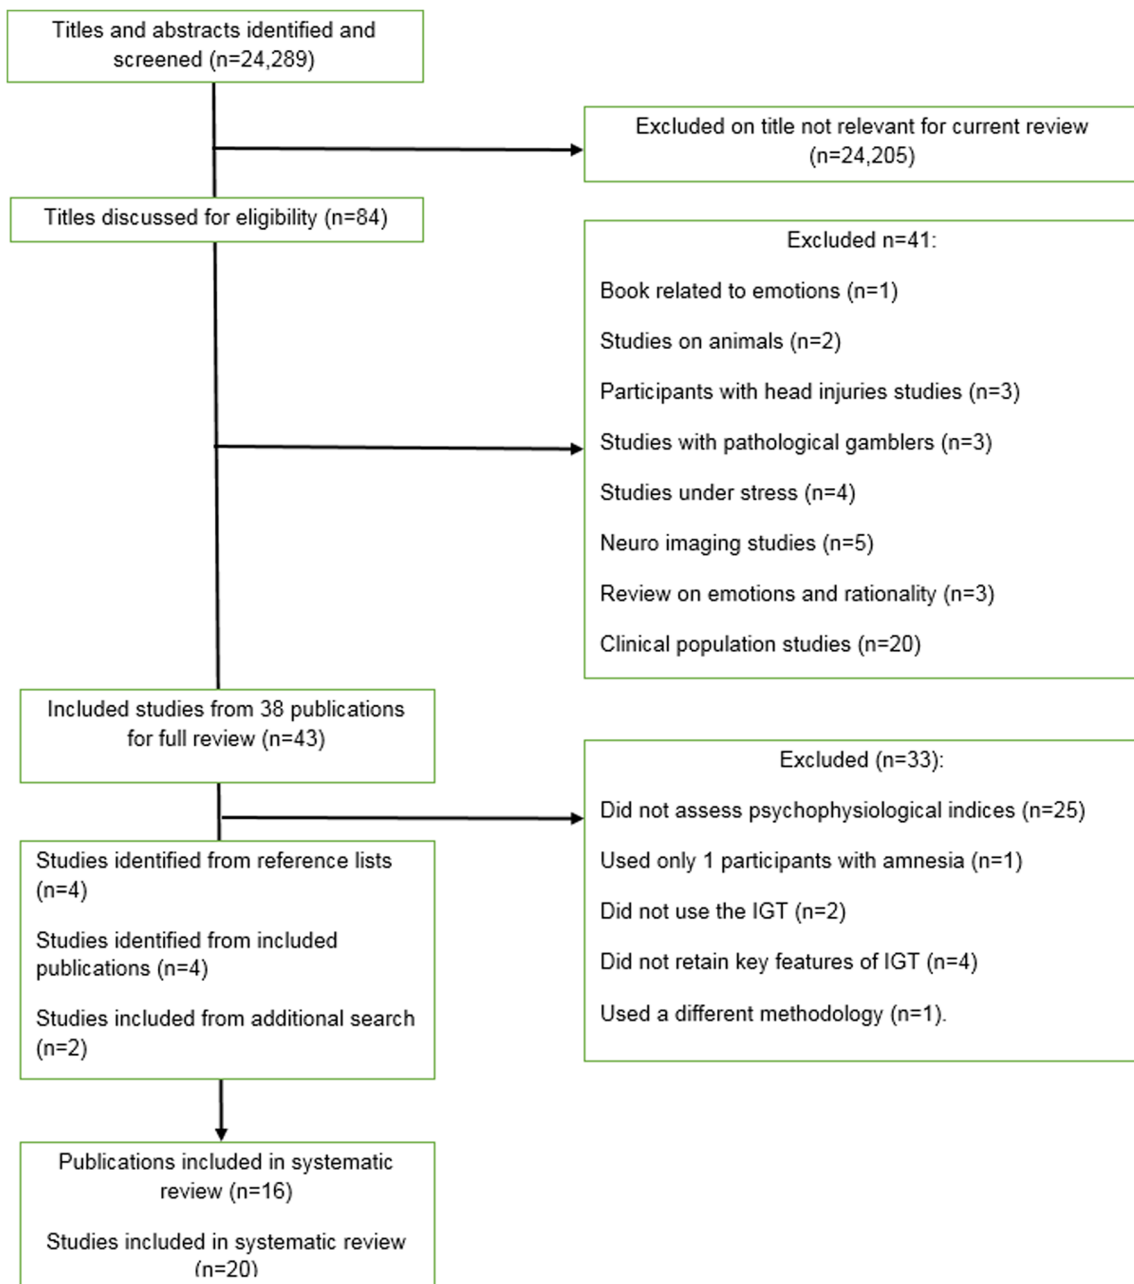 Titles and abstracts identified and
screened (n=24,289)
Excluded on title not relevant for current review
(n=24,205)
Titles discussed for eligibility (n=84)
Excluded n=41:
Book related to emotions (n=1)
Studies on animals (n=2)
Participants with head injuries studies (n=3)
Studies with pathological gamblers (n=3)
Studies under stress (n=4)
Neuro imaging studies (n=5)
Review on emotions and rationality (n=3)
Clinical population studies (n=20)
Included studies from 38 publications
for full review (n=43)
Excluded (n=33):
Did not assess psychophysiological indices (n=25)
Used only 1 participants with amnesia (n=1)
Did not use the IGT (n=2)
Did not retain key features of IGT (n=4)
Used a different methodology (n=1).
Studies identified from reference lists
(n=4)
Studies identified from included
publications (n=4)
Studies included from additional search
(n=2)
Publications included in systematic
review (n=16)
Studies included in systematic review
(n=20)